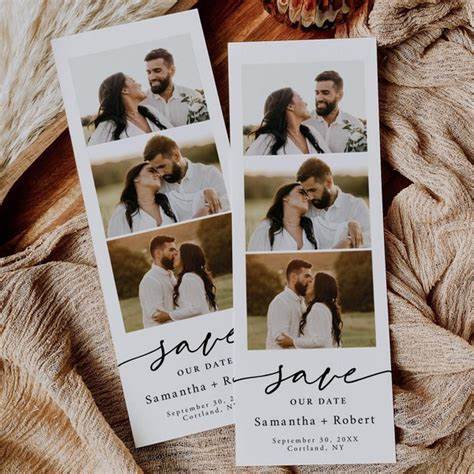 save
OUR DATE
Samantha + Robert
September 30, 20XX
Cortland, NY
save
OUR DATE
Samantha + Robert
September 30, 20XX
Cortland, NY